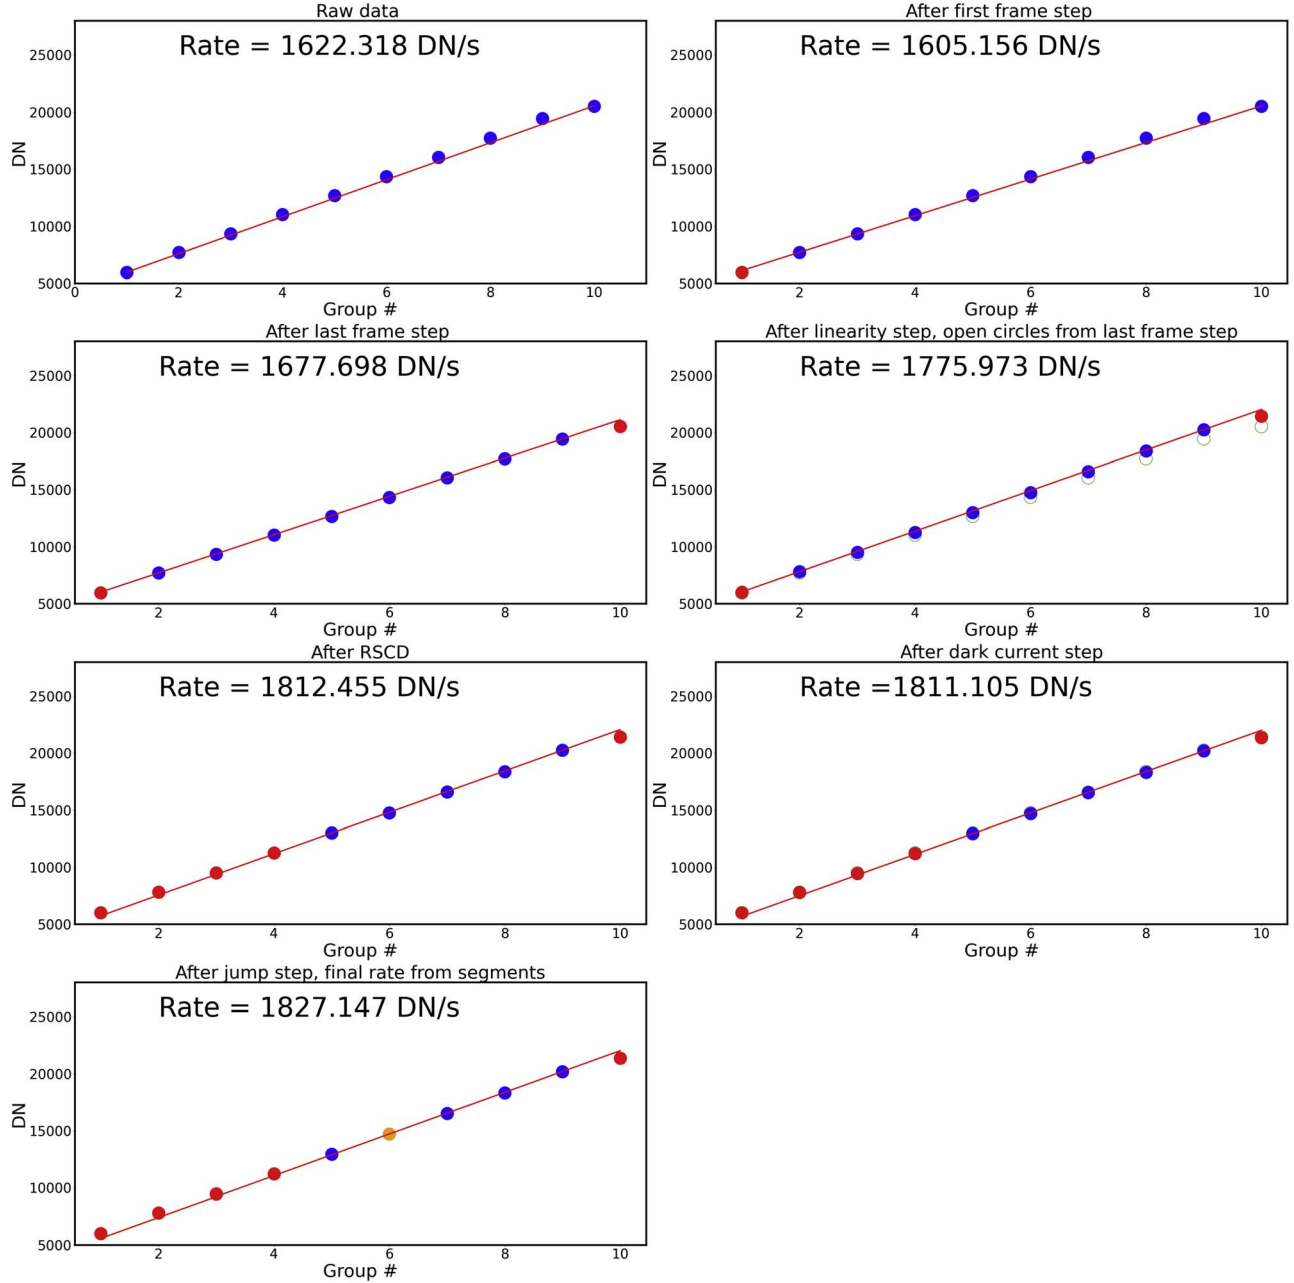 Raw data
Rate = 1622.318 DN/s
25000
20000
15000
10000
5000
DN
0 2 4 6 8 10
Group #
After first frame step
Rate = 1605.156 DN/s
25000
20000
15000
10000
5000
DN
2 4 6 8 10
Group #
After last frame step
Rate = 1677.698 DN/s
25000
20000
15000
10000
5000
DN
2 4 6 8 10
Group #
After linearity step, open circles from last frame step
Rate = 1775.973 DN/s
25000
20000
15000
10000
5000
DN
2 4 6 8 10
Group #
After RSCD
Rate = 1812.455 DN/s
25000
20000
15000
10000
5000
DN
2 4 6 8 10
Group #
After dark current step
Rate =1811.105 DN/s
25000
20000
15000
10000
5000
DN
2 4 6 8 10
Group #
After jump step, final rate from segments
Rate = 1827.147 DN/s
25000
20000
15000
10000
5000
DN
2 4 6 8 10
Group #